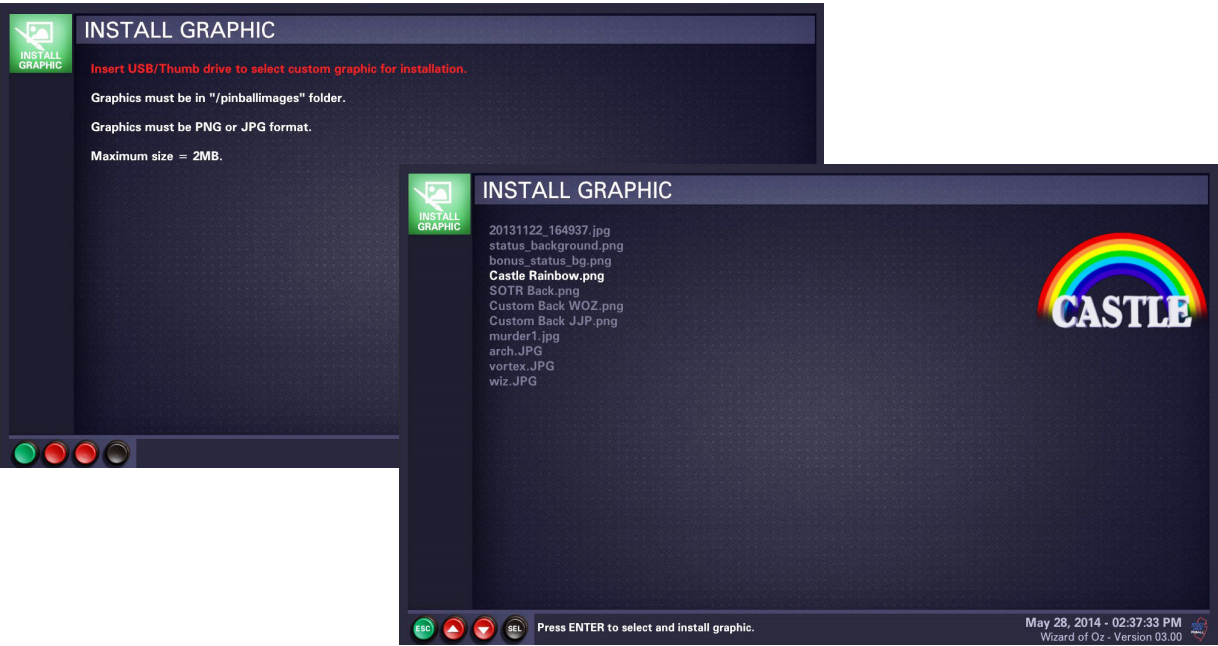 INSTALL GRAPHIC
INSTALL
GRAPHIC
Insert USB/Thumb drive to select custom graphic for installation.
Graphics must be in "/pinballimages" folder.
Graphics must be PNG or JPG format.
Maximum size = 2MB.
INSTALL GRAPHIC
INSTALL
GRAPHIC
20131122_164937.jpg
status_background.png
bonus_status_bg.png
Castle Rainbow.png
SOTR Back.png
Custom Back WOZ.png
Custom Back JJP.png
murder1.jpg
arch.JPG
vortex.JPG
wiz.JPG
CASTLE
ESC
SEL
Press ENTER to select and install graphic.
May 28, 2014 - 02:37:33 PM
Wizard of Oz - Version 03.00